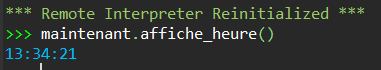 *** Remote Interpreter Reinitialized ***
>>> maintenant.affiche_heure()
13:34:21